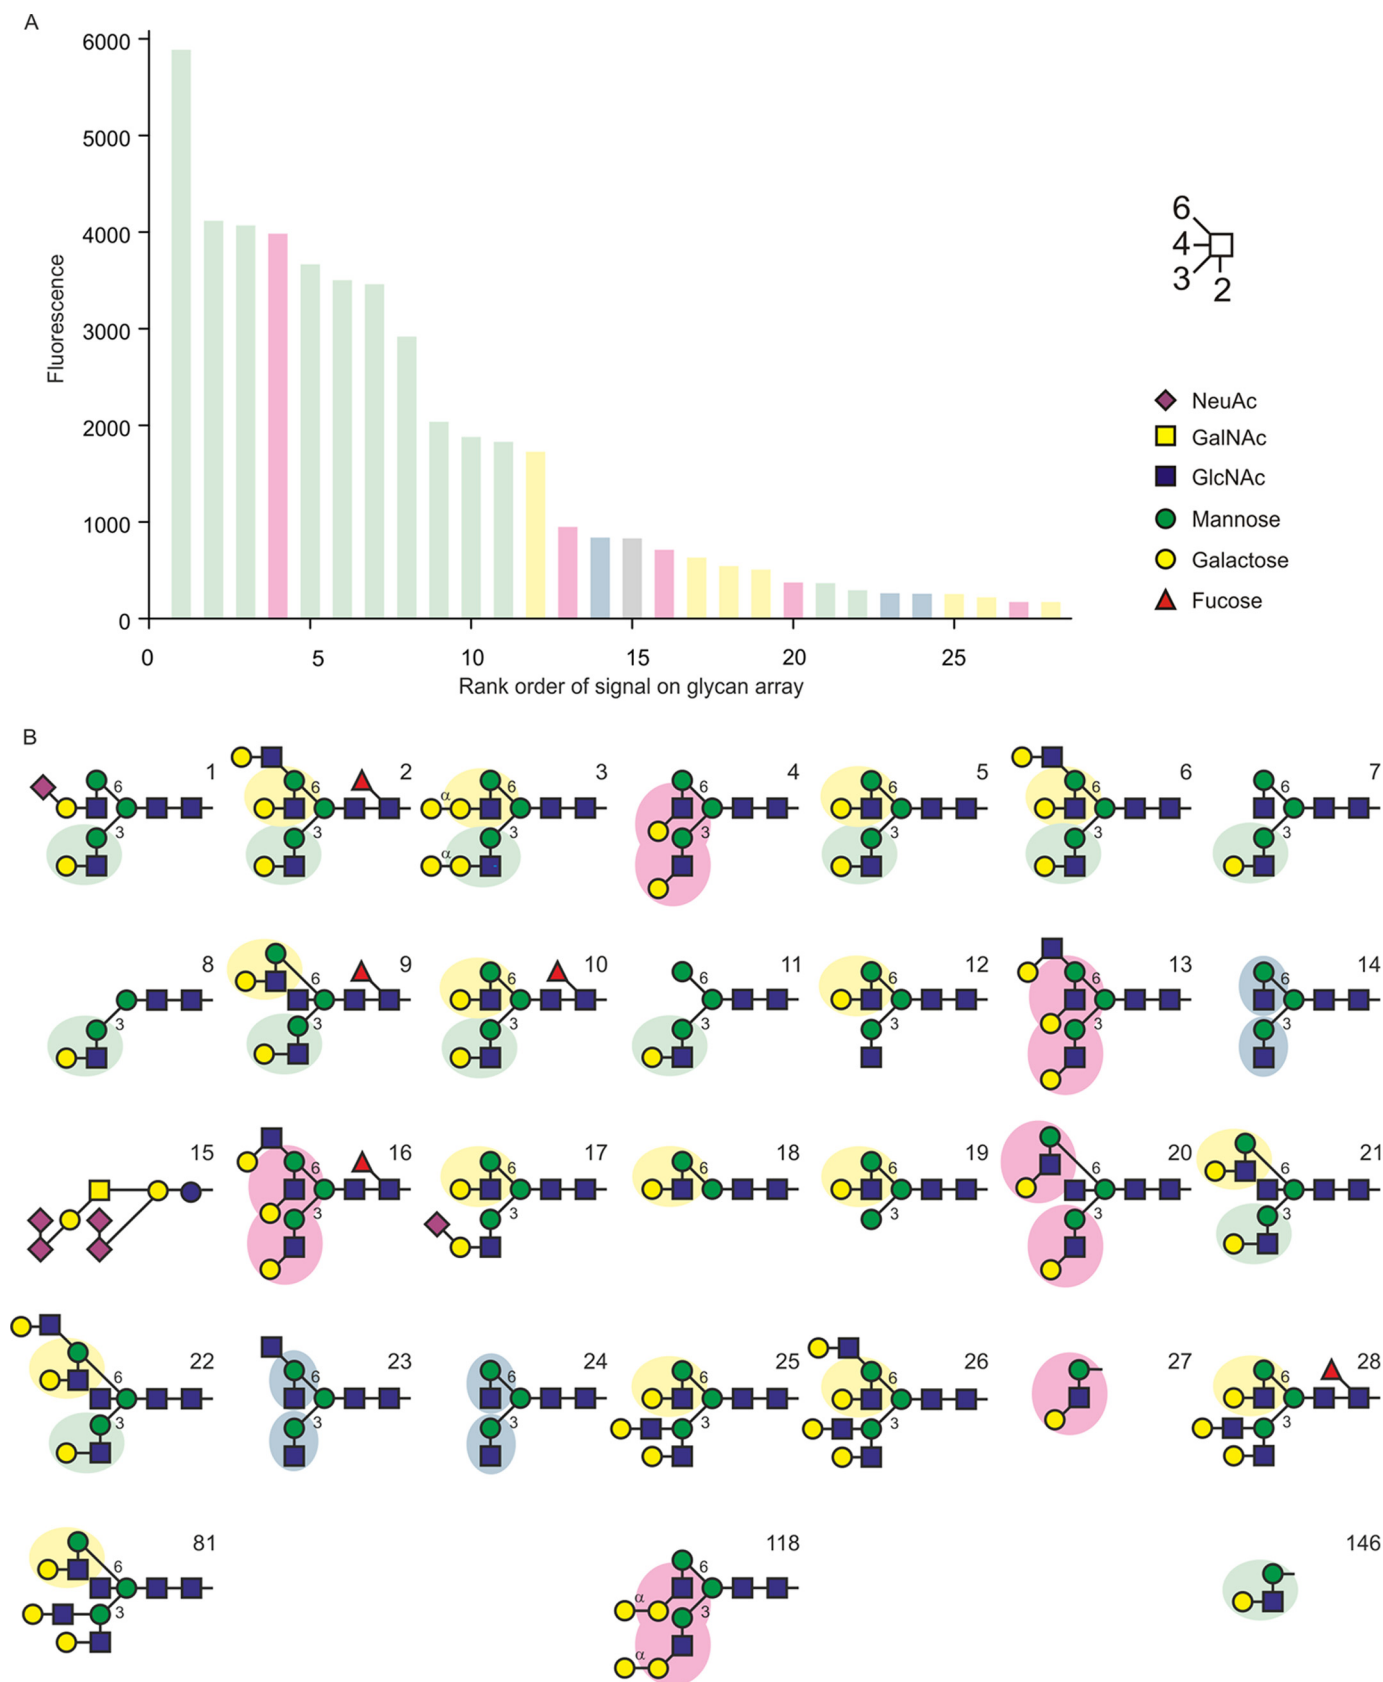 A
6000
5000
4000
3000
2000
1000
0
Fluorescence
0 5 10 15 20 25
Rank order of signal on glycan array
6
4
3
2
NeuAc
GalNAc
GlcNAc
Mannose
Galactose
Fucose
B
1 2 3 4 5 6 7
6 6 α 6 6 6 6 6
3 3 α 3 3 3 3 3
8 9 10 11 12 13 14
6 6 6 6 6 6
3 3 3 3 3 3 3
15 16 17 18 19 20 21
6 6 6 6 6 6
3 3 3 3 3
22 23 24 25 26 27 28
6 6 6 6 6 6
3 3 3 3 3 3
81 118 146
6 6
3 α 3
α